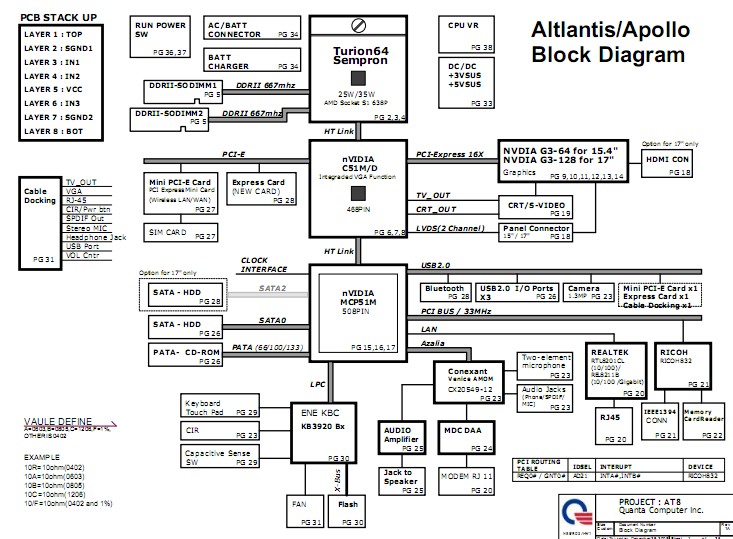 PCB STACK UP
LAYER 1 : TOP
LAYER 2 : SGND1
LAYER 3 : IN1
LAYER 4 : IN2
LAYER 5 : VCC
LAYER 6 : IN3
LAYER 7 : SGND2
LAYER 8 : BOT
RUN POWER
SW
PG 36,37
AC/BATT
CONNECTOR
PG 34
BATT
CHARGER
PG 34
Turion64
Sempron
25W/35W
AMD Socket S1 638P
PG 2,3,4
CPU VR
PG 38
DC/DC
+3VSUS
+5VSUS
PG 33
Altlantis/Apollo
Block Diagram
DDRII-SODIMM1
PG 5
DDRII 667mhz
DDRII-SODIMM2
PG 5
DDRII 667 mhz
HT Link
PCI-E
nVIDIA
C51M/D
Integraded VGA Function
468PIN
PG 6,7,8
PCI-Express 16X
NVDIA G3-64 for 15.4"
NVDIA G3-128 for 17"
Graphics
PG 9,10,11,12,13,14
Option for 17" only
HDMI CON
PG 18
Mini PCI-E Card
PCI ExpressMini Card
(Wireless LAN/WAN)
PG 27
Express Card
(NEW CARD)
PG 28
SIM CARD
PG 27
TV_OUT
CRT_OUT
CRT/S-VIDEO
PG 19
LVDS(2 Channel)
Panel Connector
15" / 17"
PG 18
Cable
Docking
PG 31
TV_OUT
VGA
RJ-45
CIR/Pwr btn
SPDIF Out
Stereo MIC
Headphone Jack
USB Port
VOL Cntr
HT Link
CLOCK
INTERFACE
nVIDIA
MCP51M
508PIN
PG 15,16,17
Option for 17" only
SATA - HDD
PG 28
SATA2
SATA - HDD
PG 26
SATA0
PATA- CD-ROM
PG 26
PATA (66/100/133)
USB2.0
Bluetooth
PG 28
USB2.0 I/O Ports
X3
PG 26
Camera
1.3MP
PG 23
Mini PCI-E Card x1
Express Card x1
Cable Docking x1
PCI BUS / 33MHz
LAN
Azalia
REALTEK
(10/100)/
(10/100 /Gigabit)
PG 20
RICOH
RICOH832
PG 21
Conexant
Venice AMOM
CX20549-12
PG 23
Two-element
microphone
PG 23
Audio Jacks
(Phone/SPDIF/
MIC)
PG 23
RJ45
PG 20
IEEE1394
CONN
PG 21
Memory
CardReader
PG 22
LPC
ENE KBC
KB3920 Bx
PG 30
Keyboard
Touch Pad
PG 29
CIR
PG 23
Capacitive Sense
SW
PG 29
X-Bus
FAN
PG 31
Flash
PG 30
AUDIO
Amplifier
PG 25
MDC DAA
PG 24
Jack to
Speaker
PG 25
MODEM RJ 11
PG 20
VAULE DEFINE
EXAMPLE
10R=10ohm(0402)
10A=10ohm(0603)
10B=10ohm(0805)
10C=10ohm(1206)
10/F=10ohm(0402 and 1%)
PCI ROUTING
TABLE
IDSEL
INTERUPT
DEVICE
REQ0# / GNT0#
AD21
INTA#,INTB#
RICOH832
PROJECT : AT8
Quanta Computer Inc.
Document Number
Block Diagram